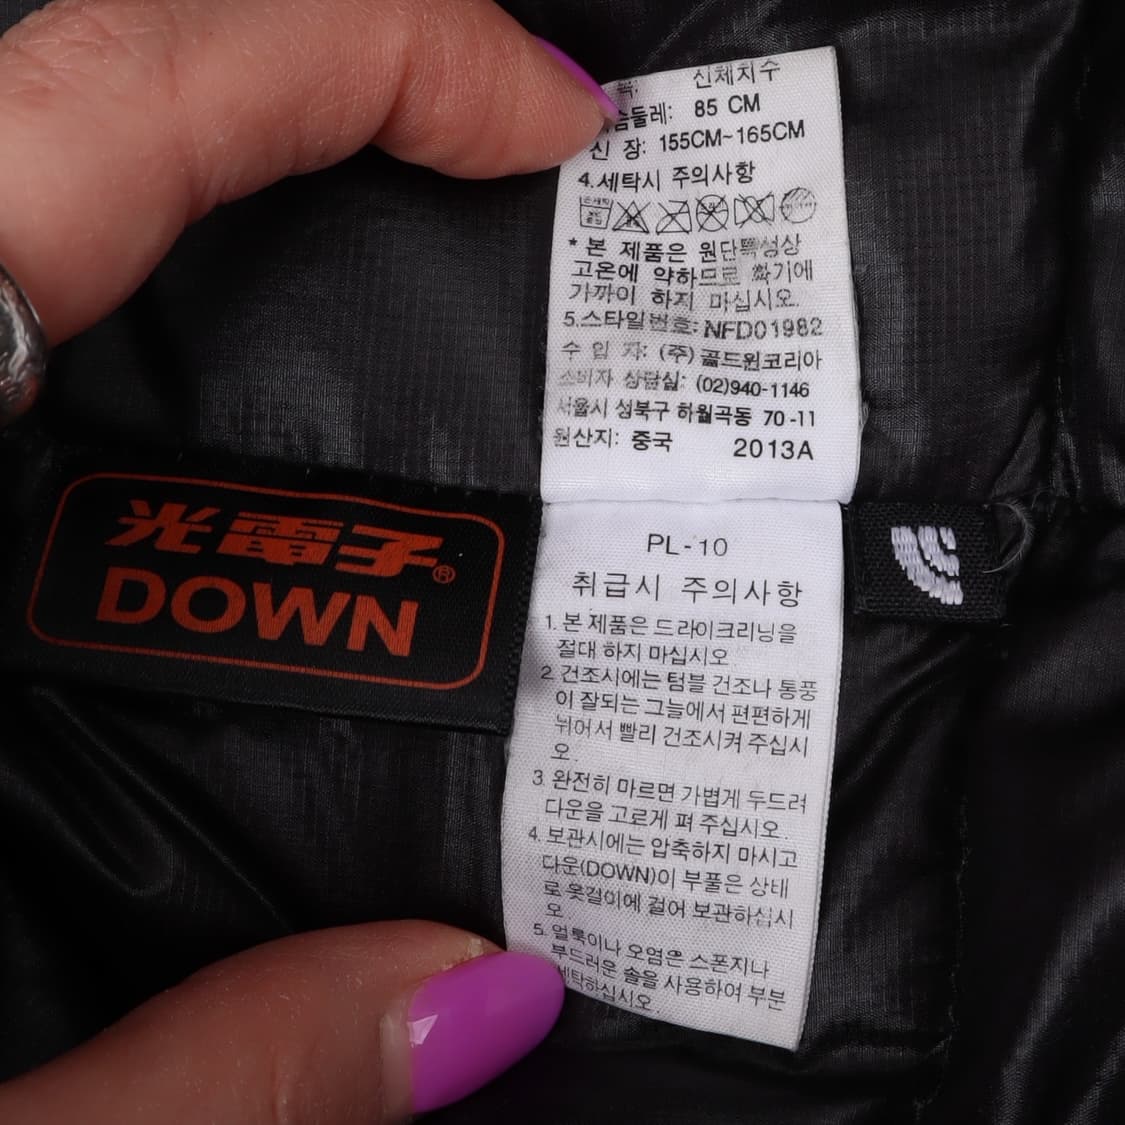 신체치수
85 CM
신 장: 155CM~165CM
4.세탁시 주의사항
* 본 제품은 원단특성상
고온에 약하므로 화기에
가까이 하지 마십시오.
5.스타일번호: NFD01982
수 입 자: (주) 골드윈코리아
소비자 상담실: (02)940-1146
서울시 성북구 하월곡동 70-11
원산지: 중국 2013A
光電子®
DOWN
PL-10
취급시 주의사항
1. 본 제품은 드라이크리닝을
절대 하지 마십시오
2. 건조시에는 텀블 건조나 통풍
이 잘되는 그늘에서 편편하게
뉘어서 빨리 건조시켜 주십시
오.
3. 완전히 마르면 가볍게 두드려
다운을 고르게 펴 주십시오.
4. 보관시에는 압축하지 마시고
다운(DOWN)이 부풀은 상태
로 옷걸이에 걸어 보관하십시
오
5. 얼룩이나 오염은 스폰지나
부드러운 솔을 사용하여 부분
세탁하십시오.